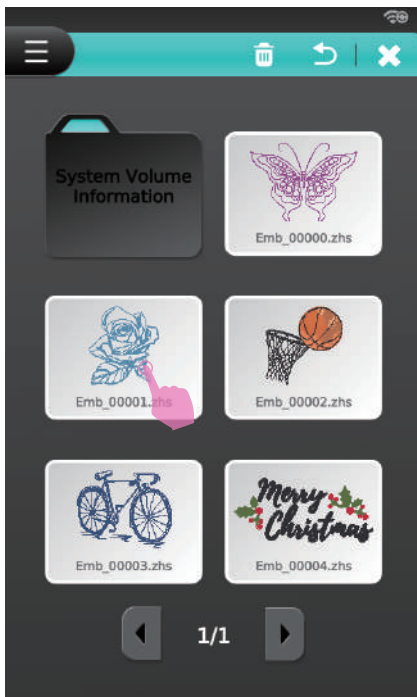 System Volume
Information
Emb_00000.zhs
Emb_00001.zhs
Emb_00002.zhs
Emb_00003.zhs
Merry
Christmas
Emb_00004.zhs
1/1